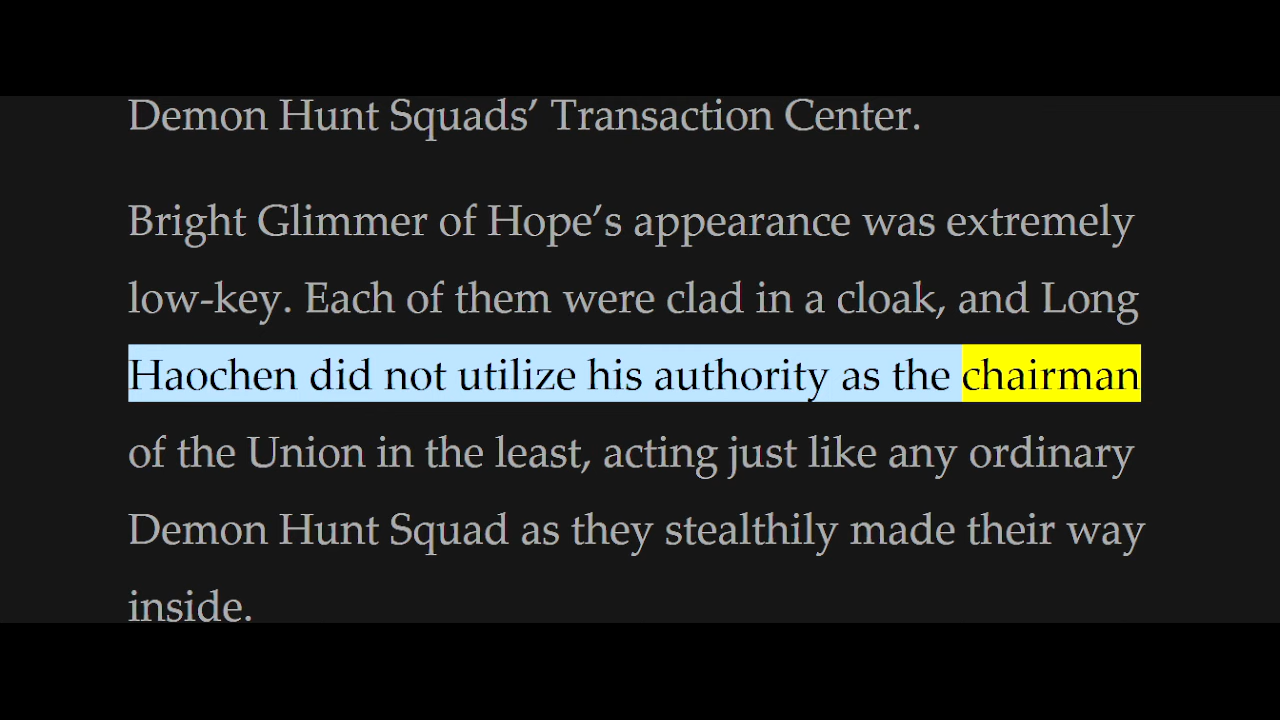 Demon Hunt Squads’ Transaction Center.
Bright Glimmer of Hope’s appearance was extremely
low-key. Each of them were clad in a cloak, and Long
Haochen did not utilize his authority as the chairman
of the Union in the least, acting just like any ordinary
Demon Hunt Squad as they stealthily made their way
inside.